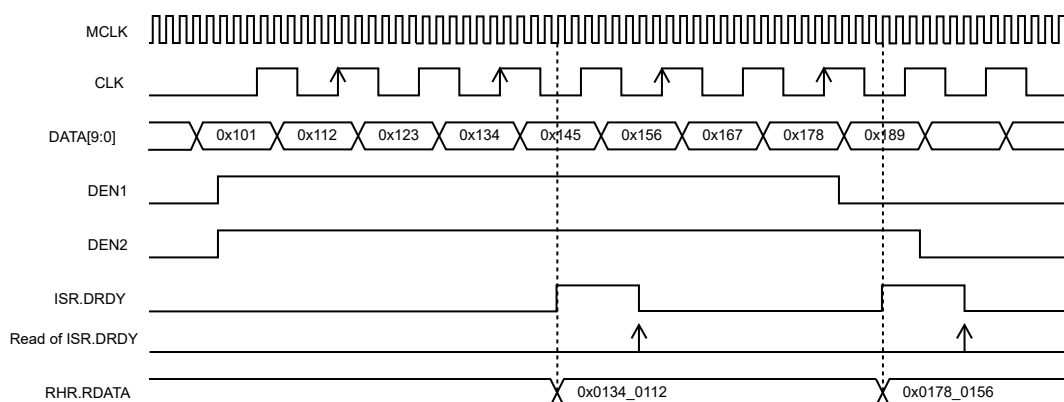 MCLK
CLK
DATA[9:0] 0x101 0x112 0x123 0x134 0x145 0x156 0x167 0x178 0x189
DEN1
DEN2
ISR.DRDY
Read of ISR.DRDY
RHR.RDATA 0x0134_0112 0x0178_0156